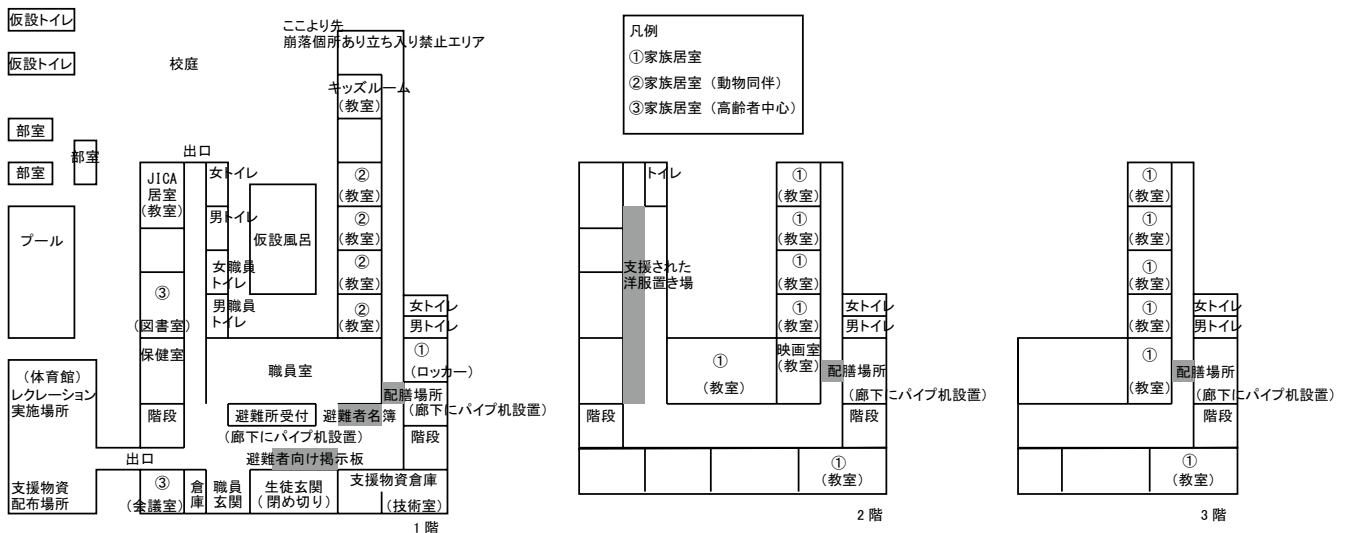 仮設トイレ
仮設トイレ
校庭
ここより先
崩落個所あり立ち入り禁止エリア
キッズルーム
(教室)
部室
部室
部室
出口
JICA
居室
(教室)
女トイレ
男トイレ
女職員
トイレ
男職員
トイレ
仮設風呂
②
(教室)
②
(教室)
②
(教室)
②
(教室)
プール
③
(図書室)
保健室
職員室
女トイレ
男トイレ
①
(ロッカー)
配膳場所
(廊下にパイプ机設置)
(体育館)
レクレーション
実施場所
階段
避難所受付
避難者名簿
(廊下にパイプ机設置)
階段
出口
避難者向け掲示板
支援物資
配布場所
③
(会議室)
倉庫
職員
玄関
生徒玄関
(閉め切り)
支援物資倉庫
(技術室)
1階
凡例
①家族居室
②家族居室(動物同伴)
③家族居室(高齢者中心)
トイレ
支援された
洋服置き場
①
(教室)
①
(教室)
①
(教室)
①
(教室)
女トイレ
男トイレ
①
(教室)
映画室
(教室)
配膳場所
(廊下にパイプ机設置)
階段
階段
①
(教室)
2階
①
(教室)
①
(教室)
①
(教室)
①
(教室)
女トイレ
男トイレ
①
(教室)
配膳場所
(廊下にパイプ机設置)
階段
①
(教室)
3階